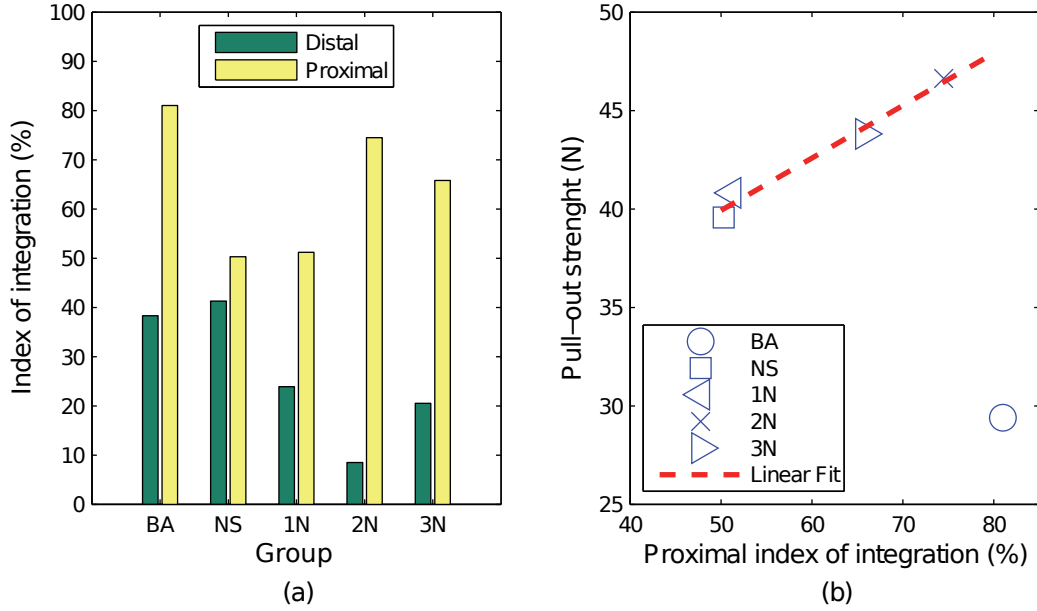 100
90
80
70
60
50
40
30
20
10
0
Index of integration (%)
Distal
Proximal
BA NS 1N 2N 3N
Group
(a)
50
45
40
35
30
25
Pull−out strenght (N)
BA
NS
1N
2N
3N
Linear Fit
40 50 60 70 80
Proximal index of integration (%)
(b)